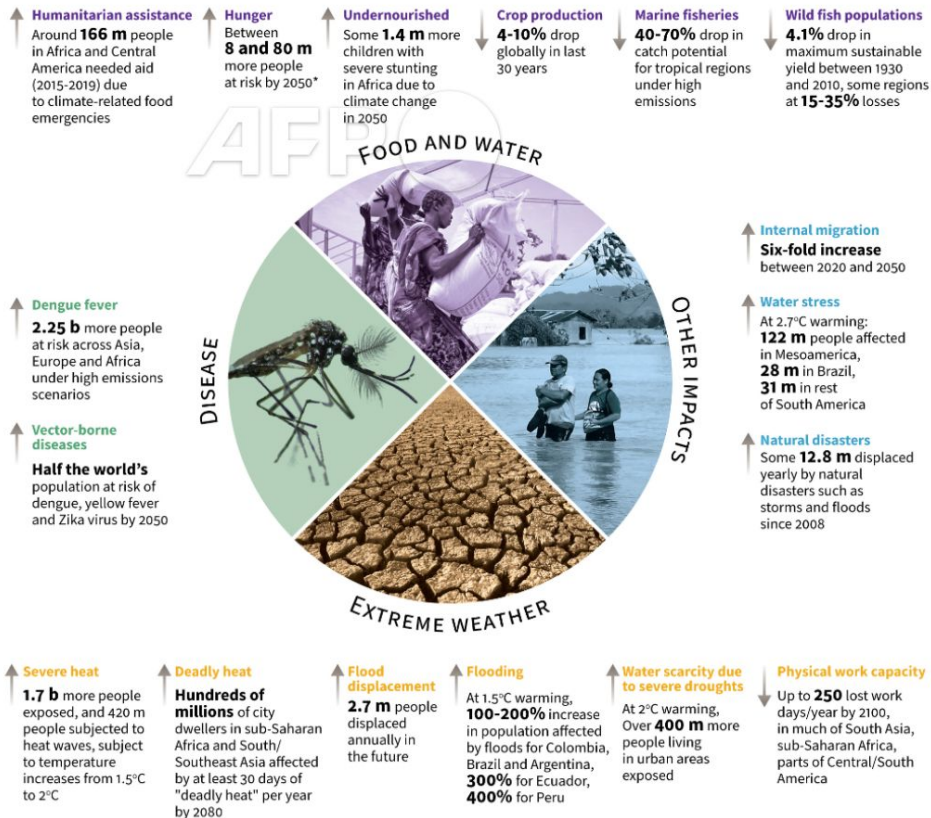 Humanitarian assistance
Around 166 m people
in Africa and Central
America needed aid
(2015-2019) due
to climate-related food
emergencies
Hunger
Between
8 and 80 m
more people
at risk by 2050*
Undernourished
Some 1.4 m more
children with
severe stunting
in Africa due to
climate change
in 2050
Crop production
4-10% drop
globally in last
30 years
Marine fisheries
40-70% drop in
catch potential
for tropical regions
under high
emissions
Wild fish populations
4.1% drop in
maximum sustainable
yield between 1930
and 2010, some regions
at 15-35% losses
AFP
FOOD AND WATER
Dengue fever
2.25 b more people
at risk across Asia,
Europe and Africa
under high emissions
scenarios
Vector-borne
diseases
Half the world's
population at risk of
dengue, yellow fever
and Zika virus by 2050
DISEASE
OTHER IMPACTS
Internal migration
Six-fold increase
between 2020 and 2050
Water stress
At 2.7°C warming:
122 m people affected
in Mesoamerica,
28 m in Brazil,
31 m in rest
of South America
Natural disasters
Some 12.8 m displaced
yearly by natural
disasters such as
storms and floods
since 2008
EXTREME WEATHER
Severe heat
1.7 b more people
exposed, and 420 m
people subjected to
heat waves, subject
to temperature
increases from 1.5°C
to 2°C
Deadly heat
Hundreds of
millions of city
dwellers in sub-Saharan
Africa and South/
Southeast Asia affected
by at least 30 days of
"deadly heat" per year
by 2080
Flood
displacement
2.7 m people
displaced
annually in
the future
Flooding
At 1.5°C warming,
100-200% increase
in population affected
by floods for Colombia,
Brazil and Argentina,
300% for Ecuador,
400% for Peru
Water scarcity due
to severe droughts
At 2°C warming,
Over 400 m more
people living
in urban areas
exposed
Physical work capacity
Up to 250 lost work
days/year by 2100,
in much of South Asia,
sub-Saharan Africa,
parts of Central/South
America